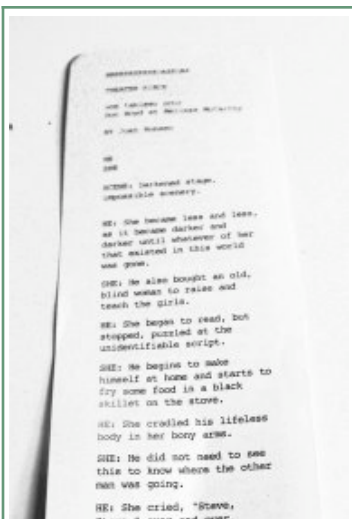 THEATER PIECE
HE
SHE
SCENE: Darkened stage,
impossible scenery.
HE: She became less and less,
as it became darker and
darker until whatever of her
that existed in this world
was gone.
SHE: He also bought an old,
blind woman to raise and
teach the girls.
HE: She began to read, but
stopped, puzzled at the
unidentifiable script.
SHE: He begins to make
himself at home and starts to
fry some food in a black
skillet on the stove.
HE: She cradled his lifeless
body in her bony arms.
SHE: He did not need to see
this to know where the other
man was going.
HE: She cried, "Steve,